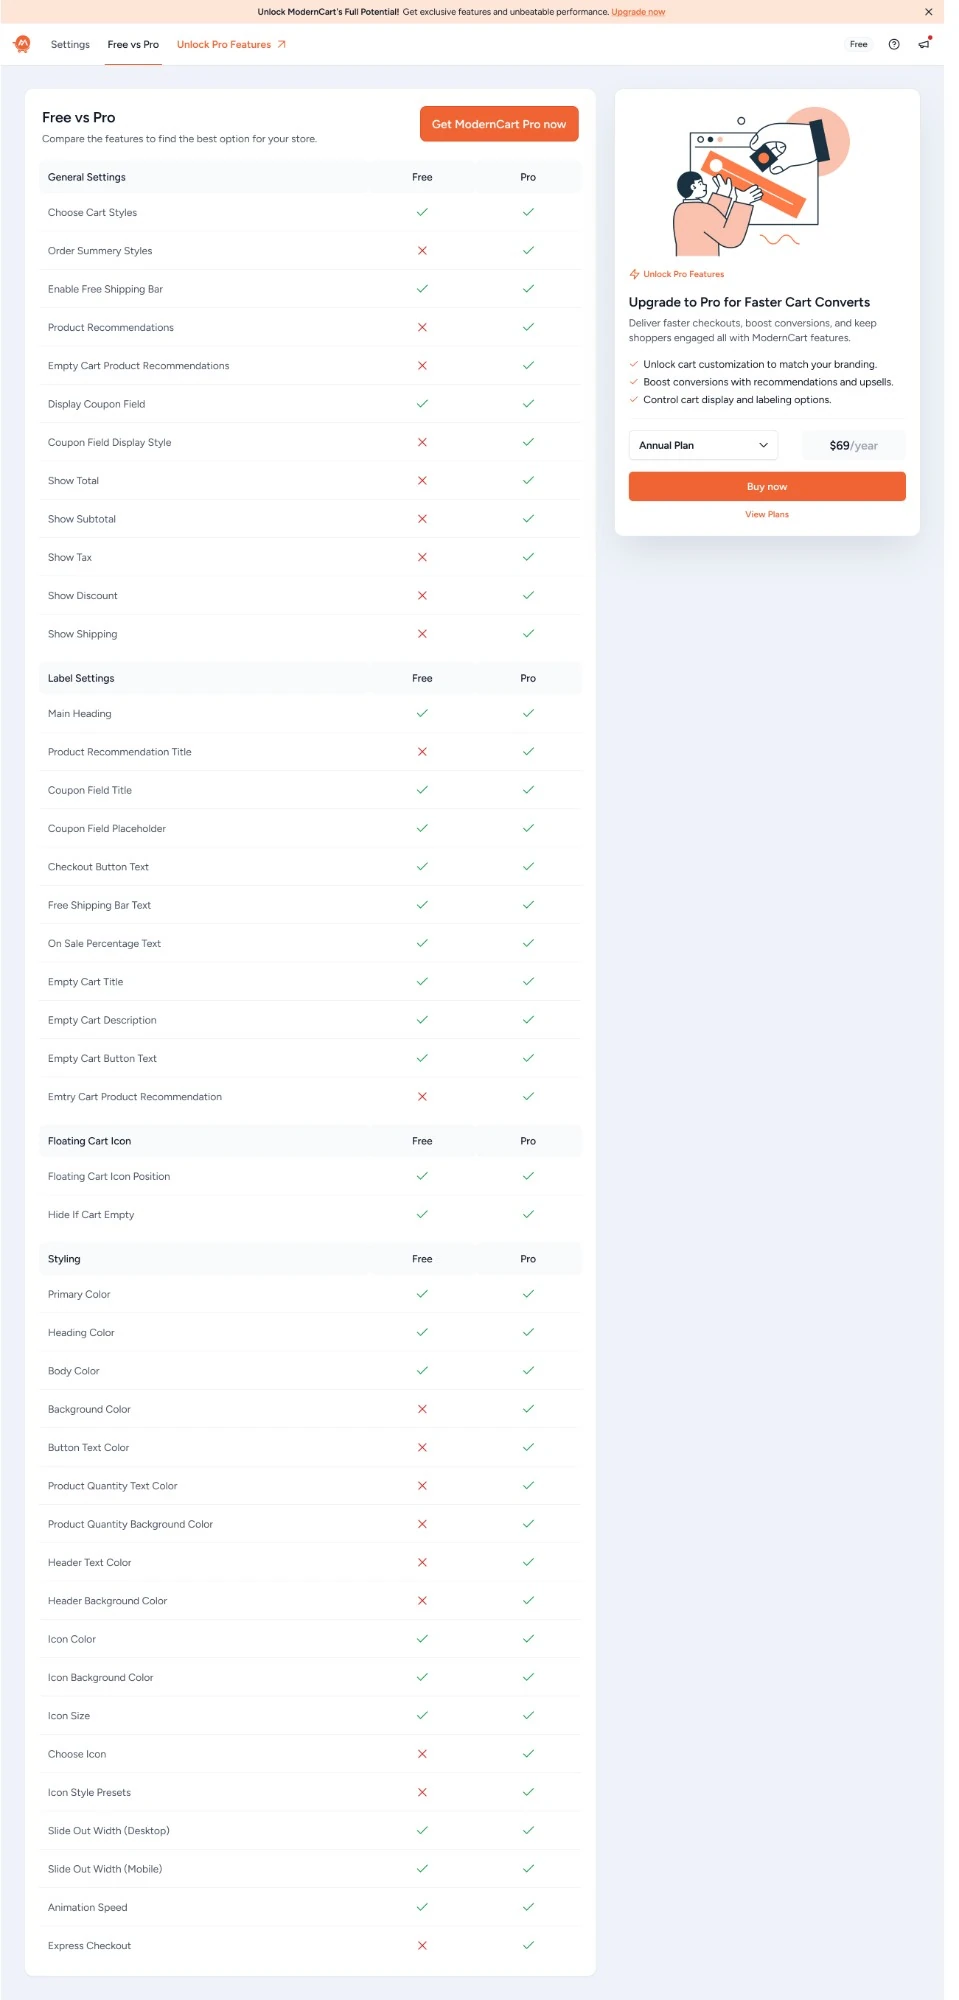 Unlock ModernCart's Full Potential! Get exclusive features and unbeatable performance. Upgrade now
Settings
Free vs Pro
Unlock Pro Features
Free
Free vs Pro
Compare the features to find the best option for your store.
Get ModernCart Pro now
General Settings Free Pro
Choose Cart Styles
Order Summery Styles
Enable Free Shipping Bar
Product Recommendations
Empty Cart Product Recommendations
Display Coupon Field
Coupon Field Display Style
Show Total
Show Subtotal
Show Tax
Show Discount
Show Shipping
Label Settings Free Pro
Main Heading
Product Recommendation Title
Coupon Field Title
Coupon Field Placeholder
Checkout Button Text
Free Shipping Bar Text
On Sale Percentage Text
Empty Cart Title
Empty Cart Description
Empty Cart Button Text
Emtry Cart Product Recommendation
Floating Cart Icon Free Pro
Floating Cart Icon Position
Hide If Cart Empty
Styling Free Pro
Primary Color
Heading Color
Body Color
Background Color
Button Text Color
Product Quantity Text Color
Product Quantity Background Color
Header Text Color
Header Background Color
Icon Color
Icon Background Color
Icon Size
Choose Icon
Icon Style Presets
Slide Out Width (Desktop)
Slide Out Width (Mobile)
Animation Speed
Express Checkout
Unlock Pro Features
Upgrade to Pro for Faster Cart Converts
Deliver faster checkouts, boost conversions, and keep
shoppers engaged all with ModernCart features.
Unlock cart customization to match your branding.
Boost conversions with recommendations and upsells.
Control cart display and labeling options.
Annual Plan
$69/year
Buy now
View Plans